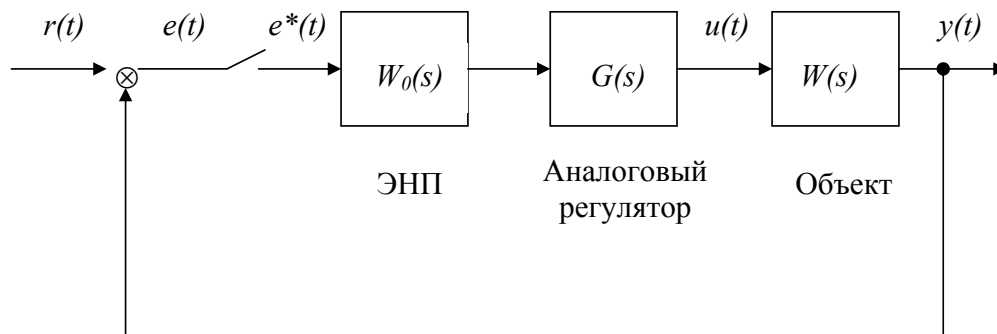 r(t) e(t) e*(t) u(t) y(t)
W₀(s) G(s) W(s)
ЭНП Аналоговый регулятор Объект